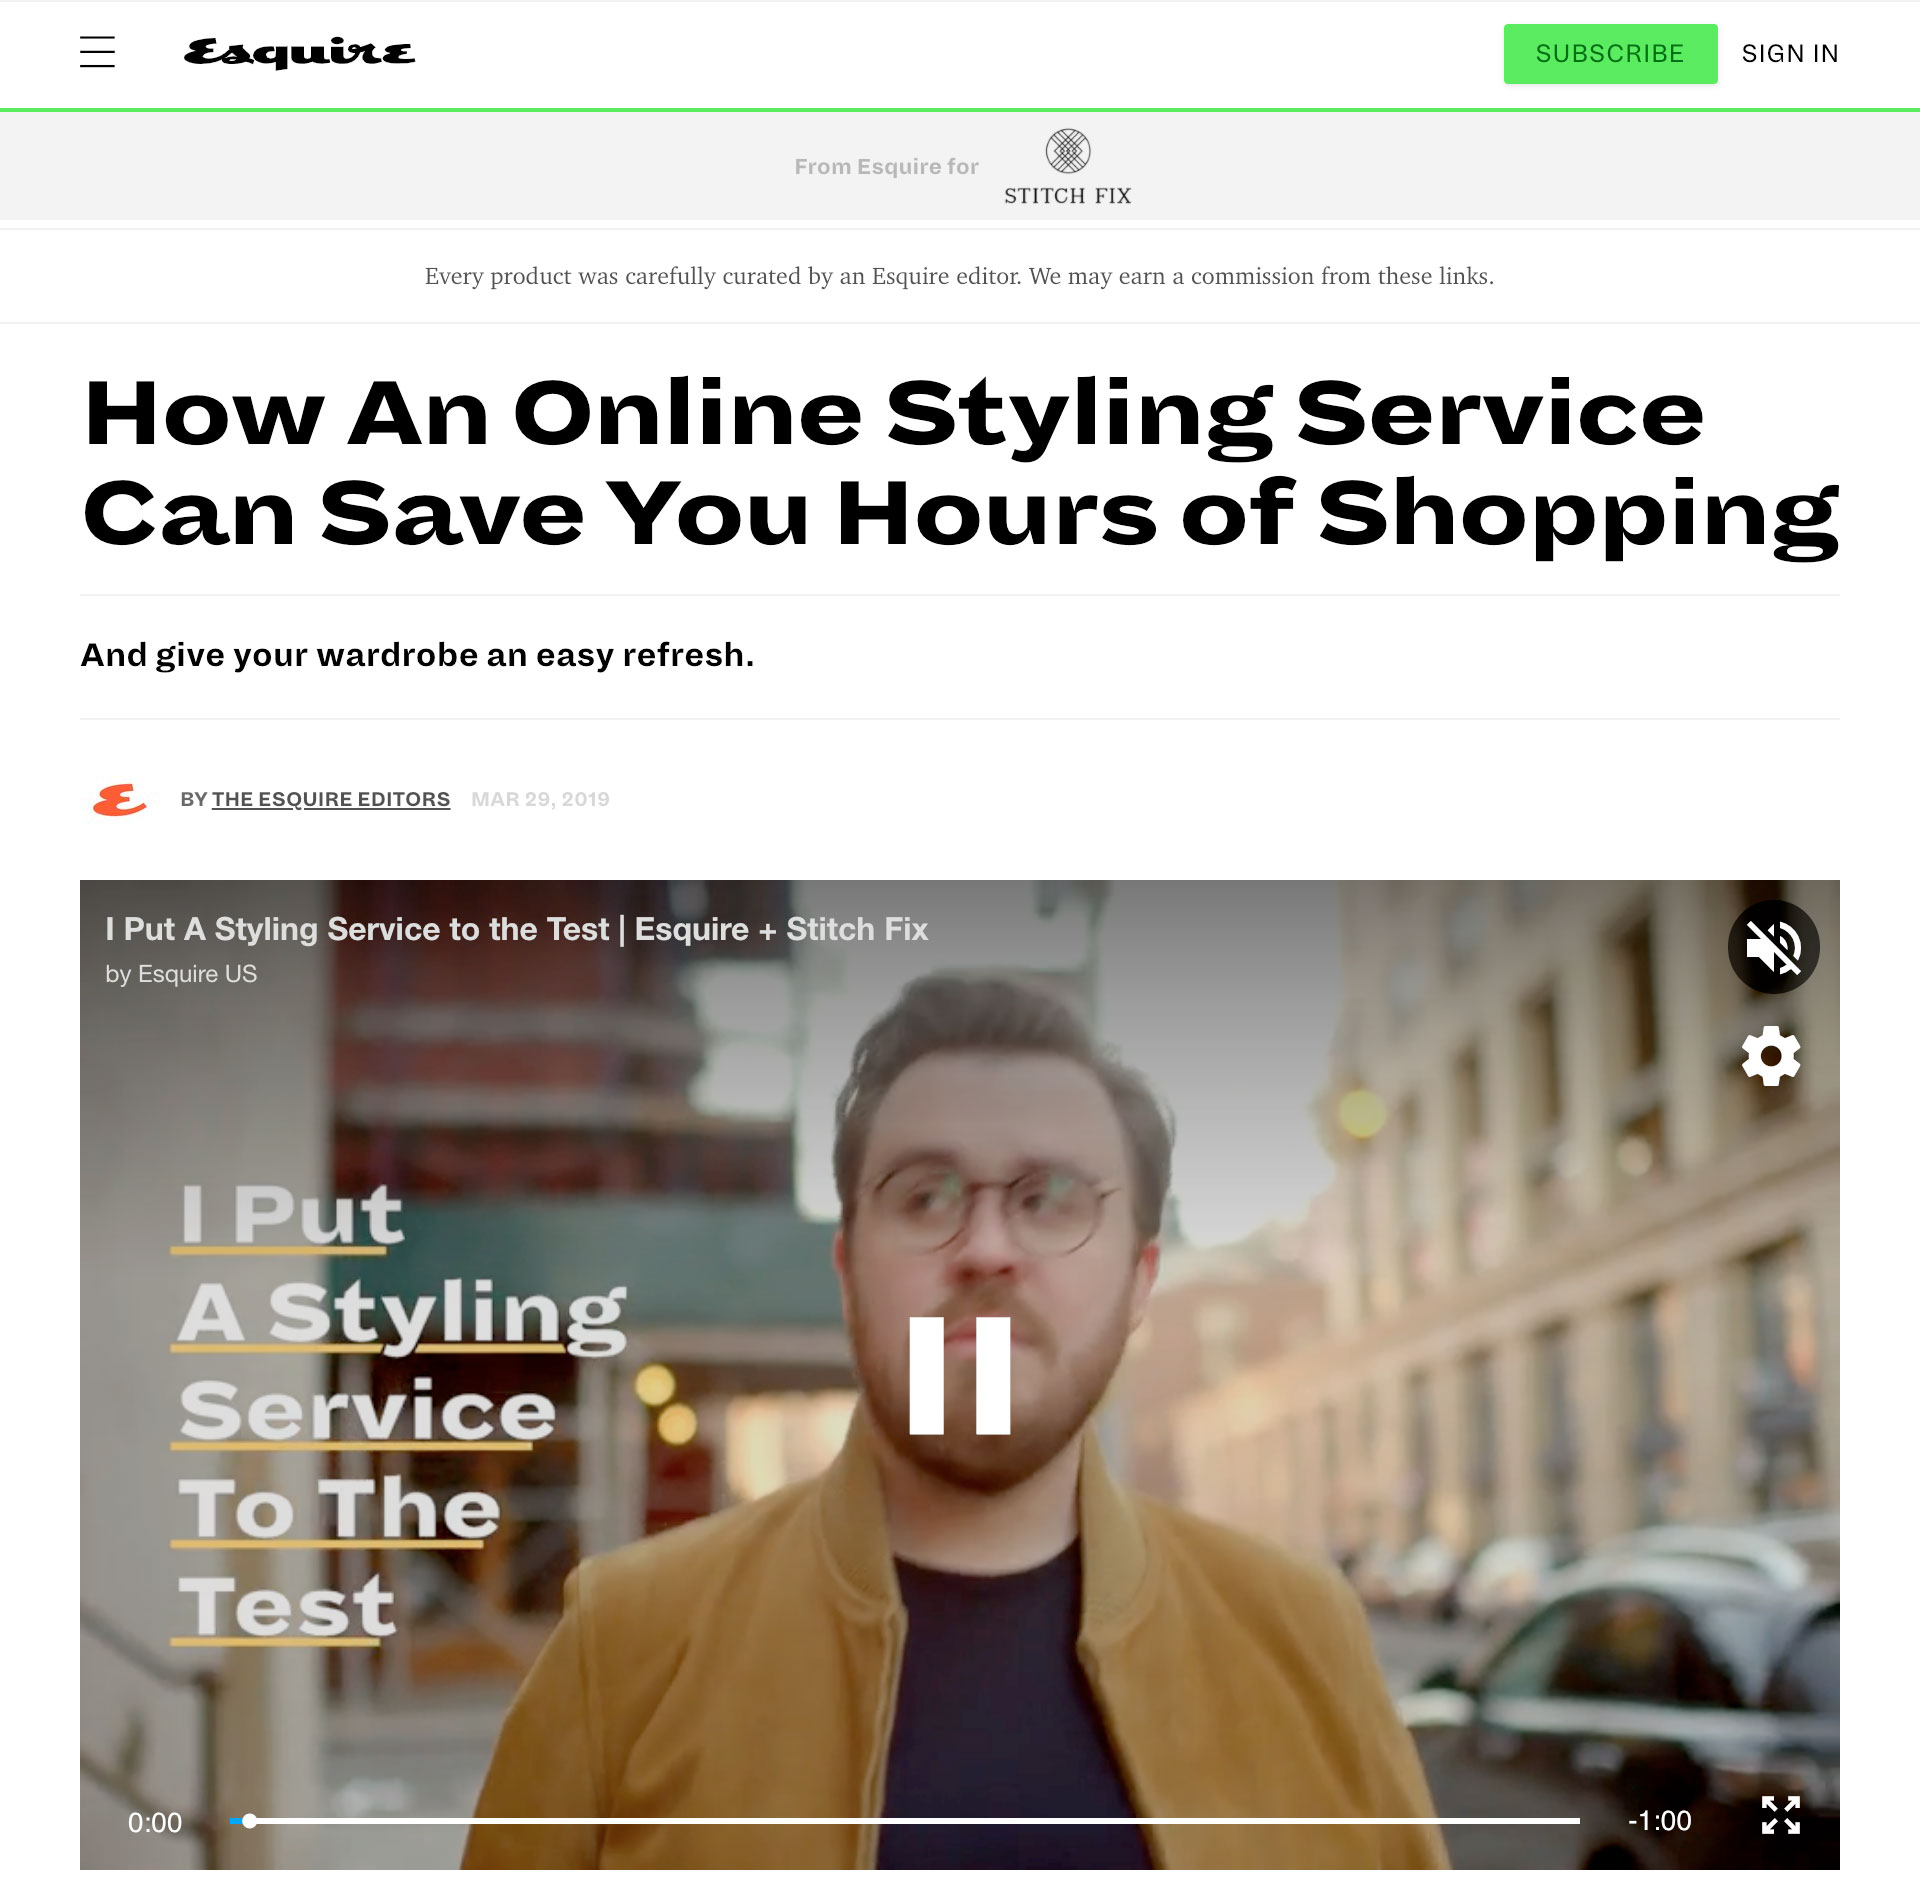 Esquire
SUBSCRIBE
SIGN IN
From Esquire for
STITCH FIX
Every product was carefully curated by an Esquire editor. We may earn a commission from these links.
How An Online Styling Service
Can Save You Hours of Shopping
And give your wardrobe an easy refresh.
BY THE ESQUIRE EDITORS MAR 29, 2019
I Put A Styling Service to the Test | Esquire + Stitch Fix
by Esquire US
I Put
A Styling
Service
To The
Test
0:00
-1:00